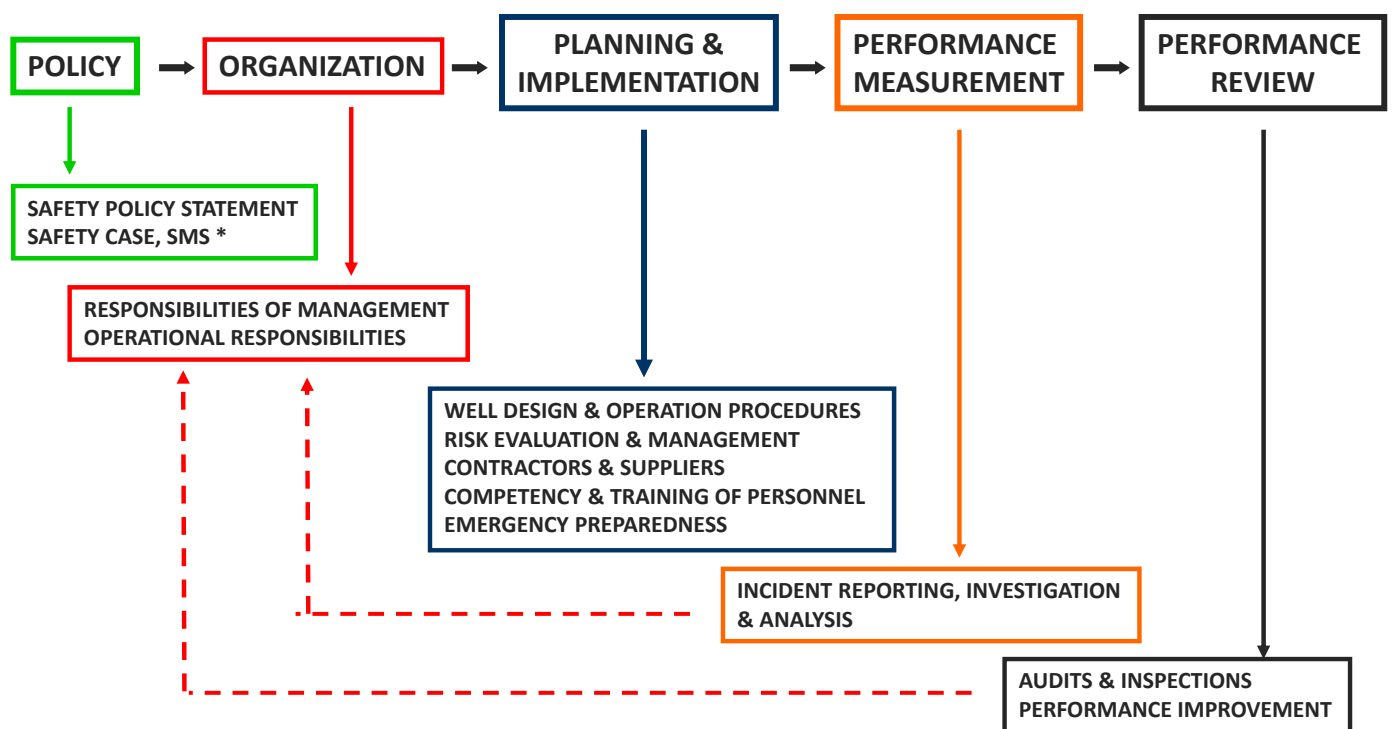 POLICY
ORGANIZATION
PLANNING &
IMPLEMENTATION
PERFORMANCE
MEASUREMENT
PERFORMANCE
REVIEW
SAFETY POLICY STATEMENT
SAFETY CASE, SMS *
RESPONSIBILITIES OF MANAGEMENT
OPERATIONAL RESPONSIBILITIES
WELL DESIGN & OPERATION PROCEDURES
RISK EVALUATION & MANAGEMENT
CONTRACTORS & SUPPLIERS
COMPETENCY & TRAINING OF PERSONNEL
EMERGENCY PREPAREDNESS
INCIDENT REPORTING, INVESTIGATION
& ANALYSIS
AUDITS & INSPECTIONS
PERFORMANCE IMPROVEMENT